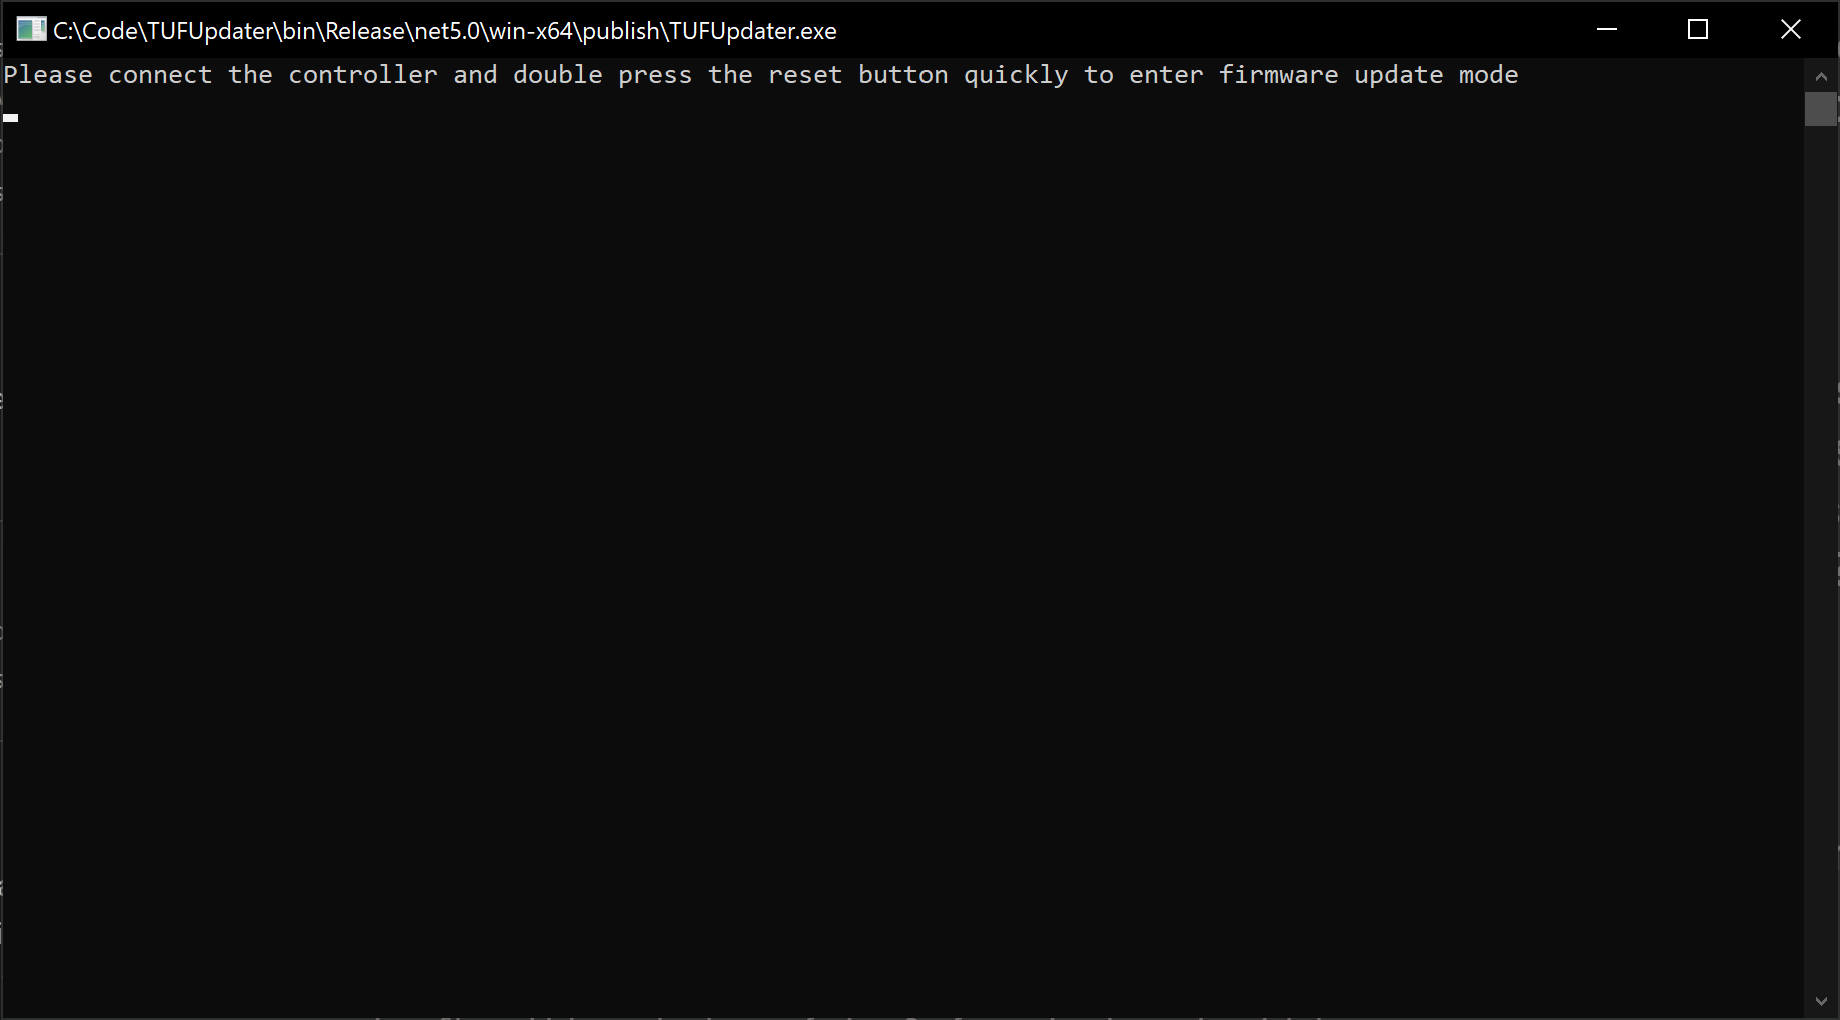 C:\Code\TUFUpdater\bin\Release\net5.0\win-x64\publish\TUFUpdater.exe
Please connect the controller and double press the reset button quickly to enter firmware update mode